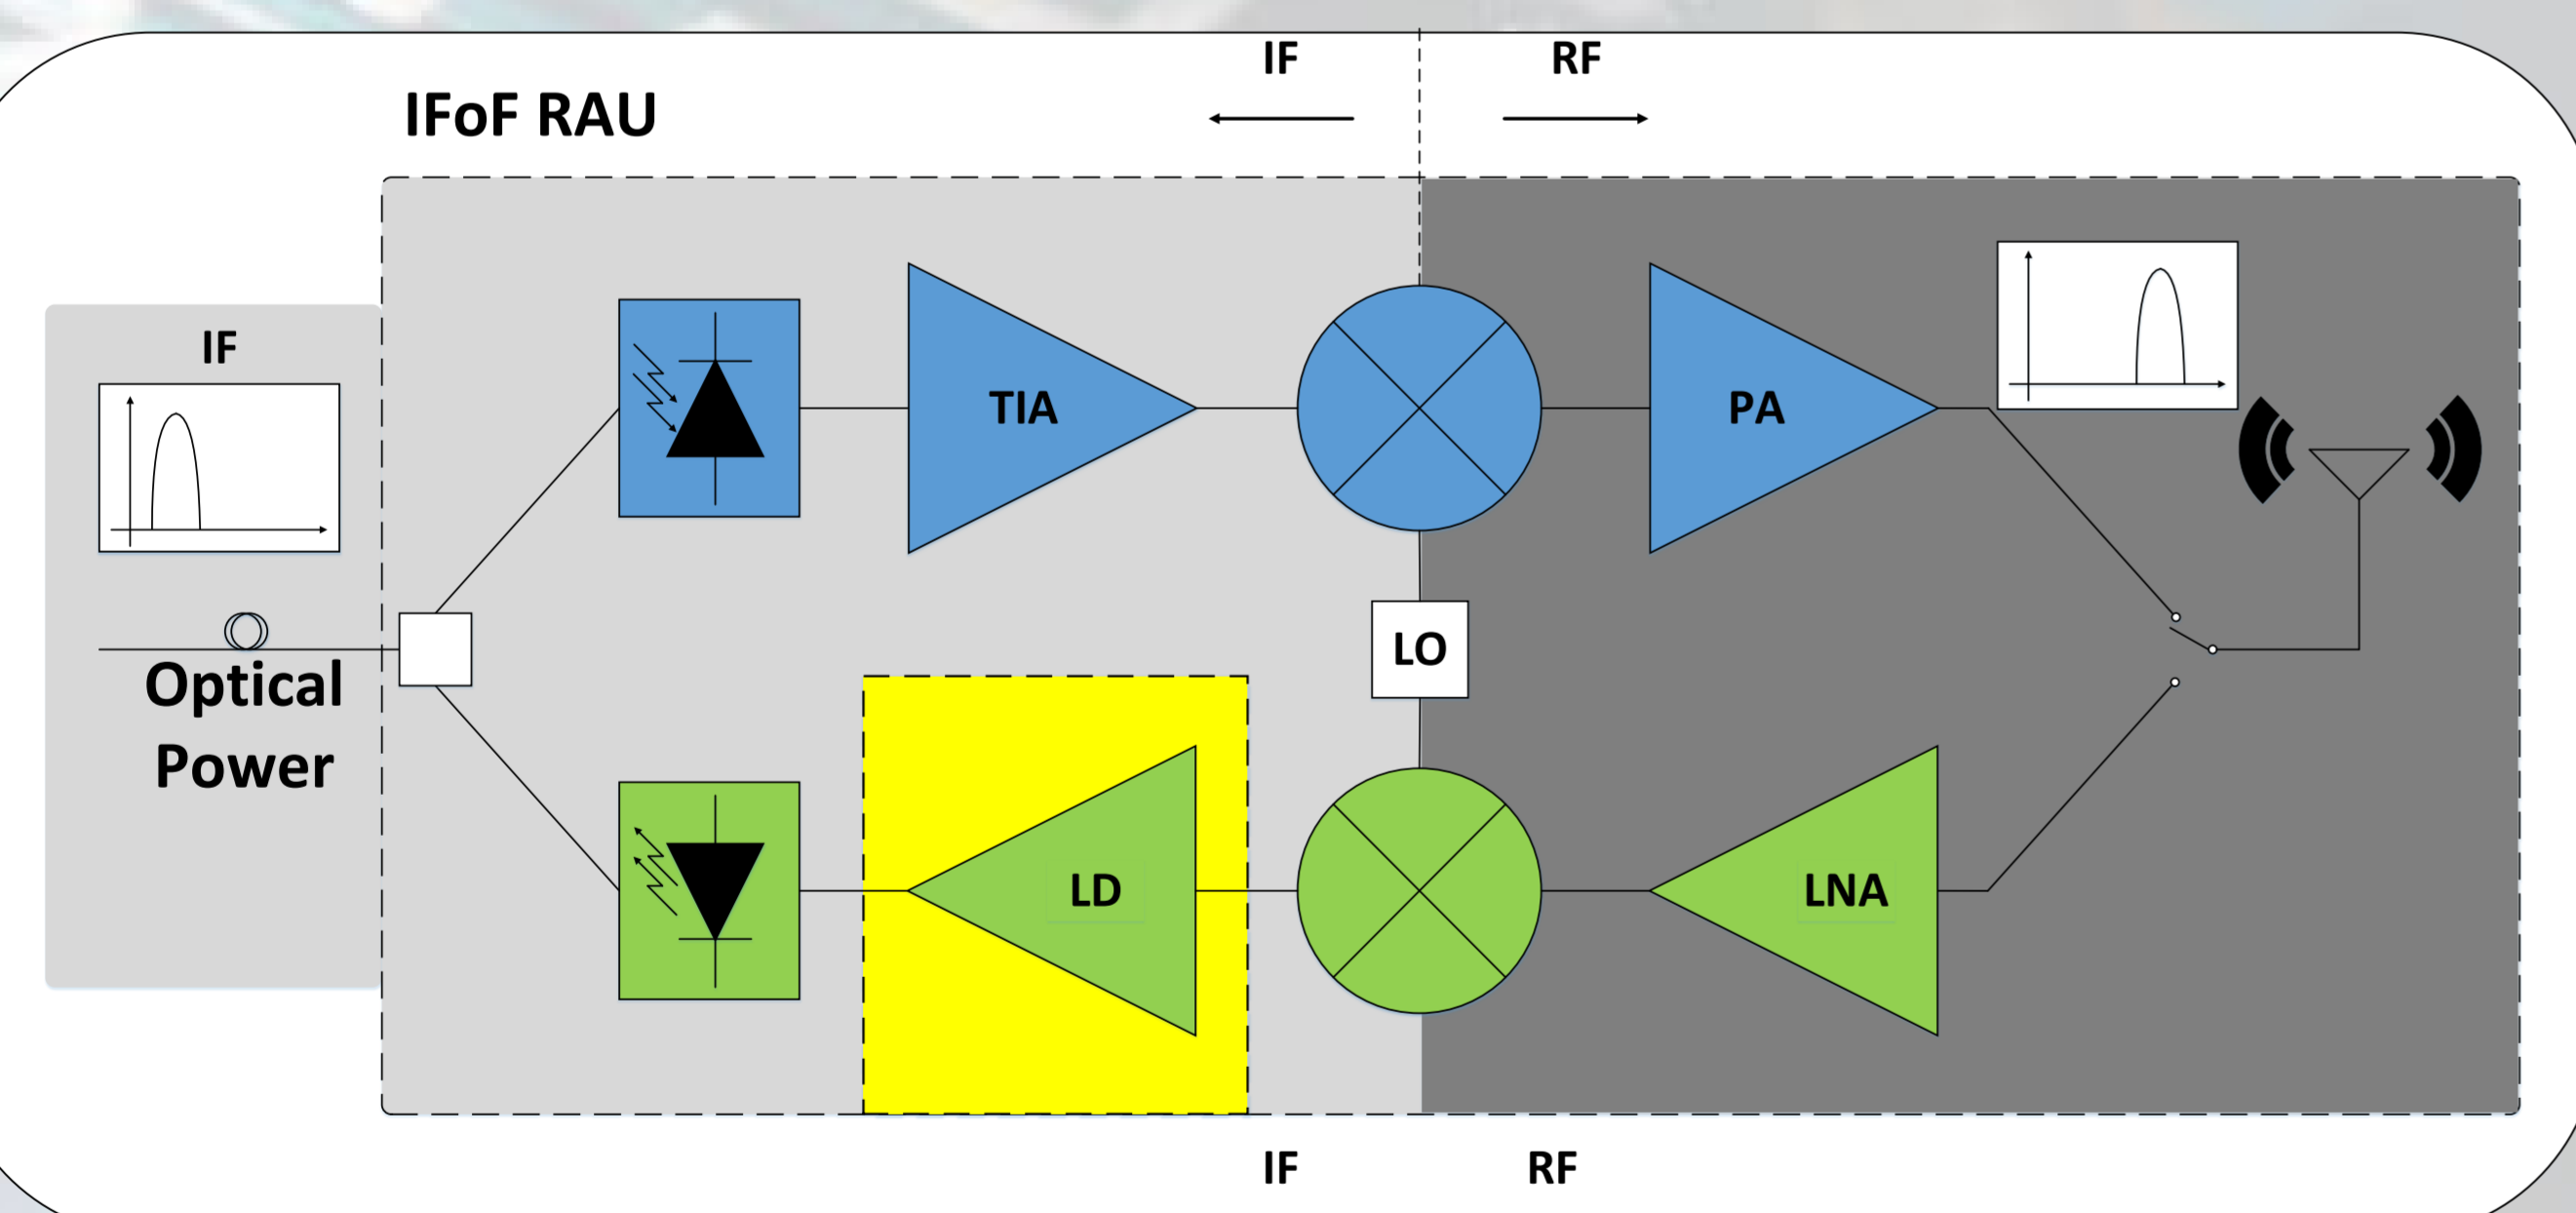 IF
RF
IFoF RAU
IF
TIA
PA
Optical
Power
LO
LD
LNA
IF
RF